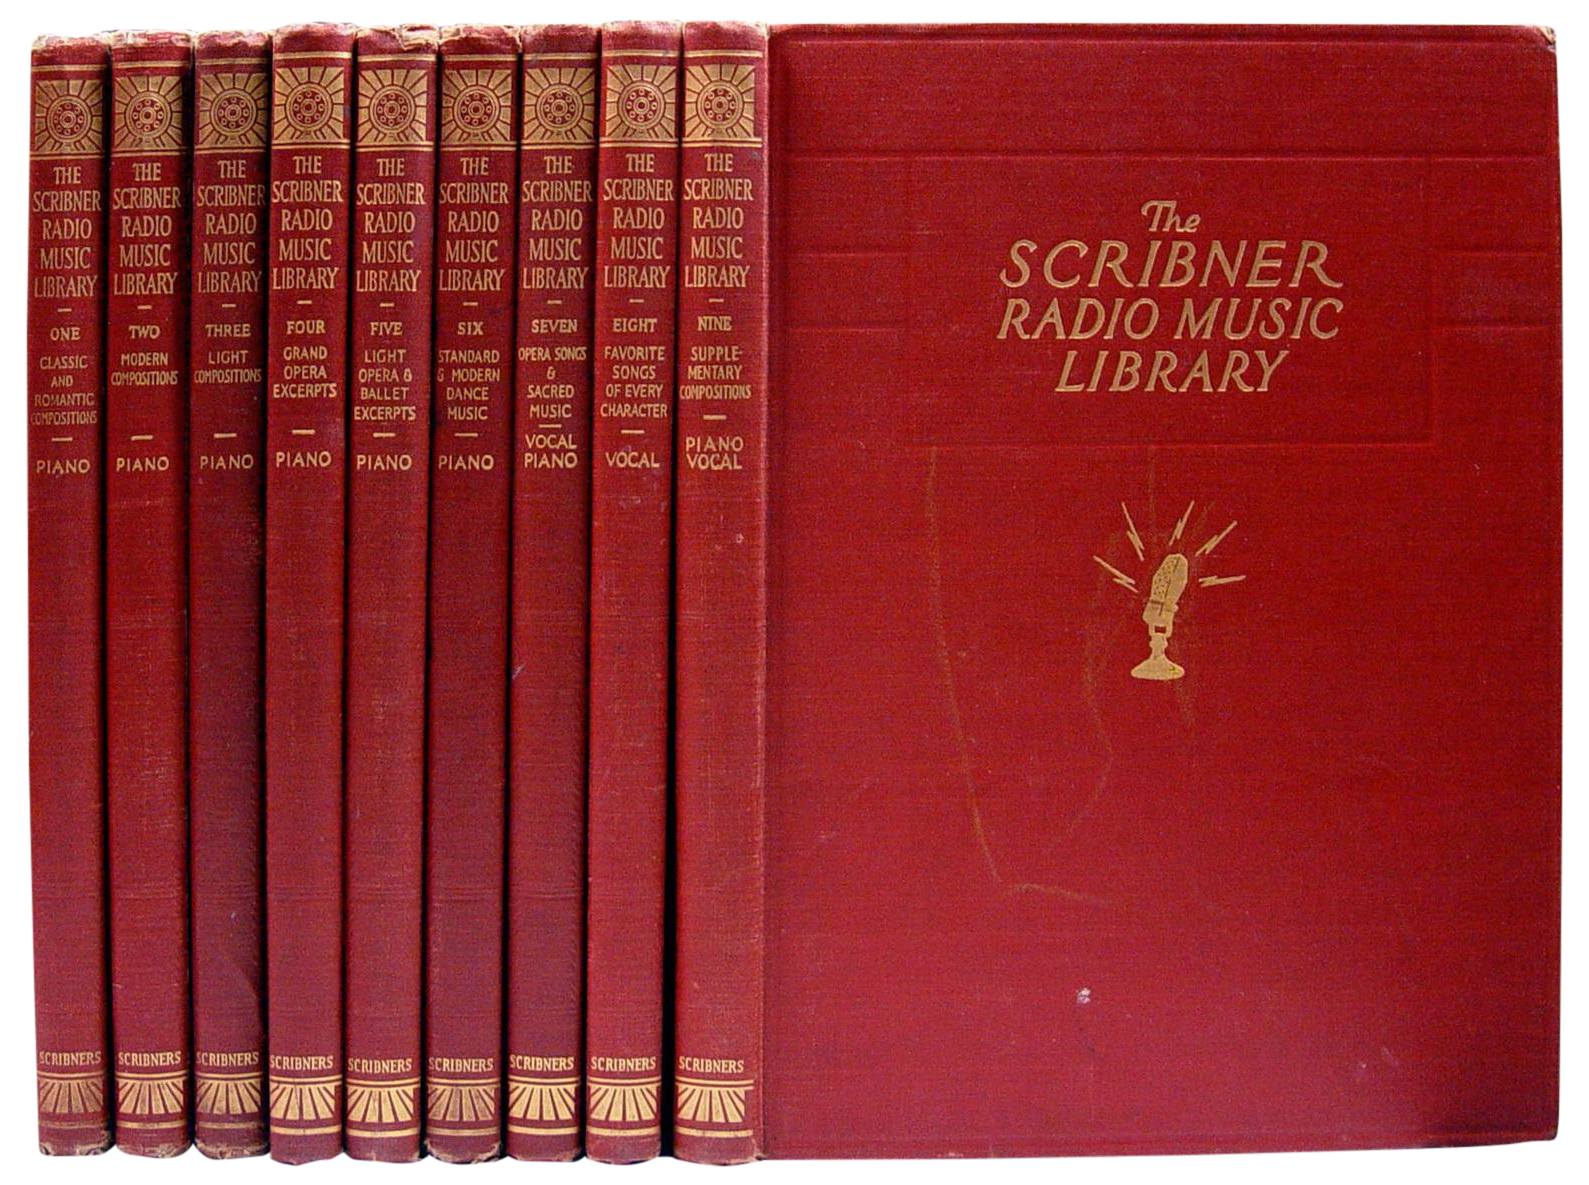 THE
SCRIBNER
RADIO
MUSIC
LIBRARY
ONE
CLASSIC
AND
ROMANTIC
COMPOSITIONS
PIANO
SCRIBNERS
THE
SCRIBNER
RADIO
MUSIC
LIBRARY
TWO
MODERN
COMPOSITIONS
PIANO
SCRIBNERS
THE
SCRIBNER
RADIO
MUSIC
LIBRARY
THREE
LIGHT
COMPOSITIONS
PIANO
SCRIBNERS
THE
SCRIBNER
RADIO
MUSIC
LIBRARY
FOUR
GRAND
OPERA
EXCERPTS
PIANO
SCRIBNERS
THE
SCRIBNER
RADIO
MUSIC
LIBRARY
FIVE
LIGHT
OPERA &
BALLET
EXCERPTS
PIANO
SCRIBNERS
THE
SCRIBNER
RADIO
MUSIC
LIBRARY
SIX
STANDARD
& MODERN
DANCE
MUSIC
PIANO
SCRIBNERS
THE
SCRIBNER
RADIO
MUSIC
LIBRARY
SEVEN
OPERA SONGS
&
SACRED
MUSIC
VOCAL
PIANO
SCRIBNERS
THE
SCRIBNER
RADIO
MUSIC
LIBRARY
EIGHT
FAVORITE
SONGS
OF EVERY
CHARACTER
VOCAL
SCRIBNERS
THE
SCRIBNER
RADIO
MUSIC
LIBRARY
NINE
SUPPLE-
MENTARY
COMPOSITIONS
PIANO
VOCAL
SCRIBNERS
The
SCRIBNER
RADIO MUSIC
LIBRARY